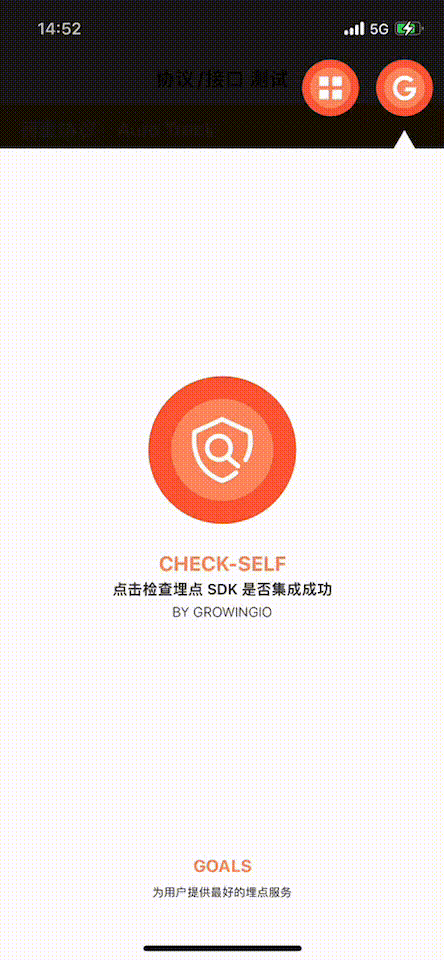 14:52
5G
协议/接口 测试
G
CHECK-SELF
点击检查埋点 SDK 是否集成成功
BY GROWINGIO
GOALS
为用户提供最好的埋点服务